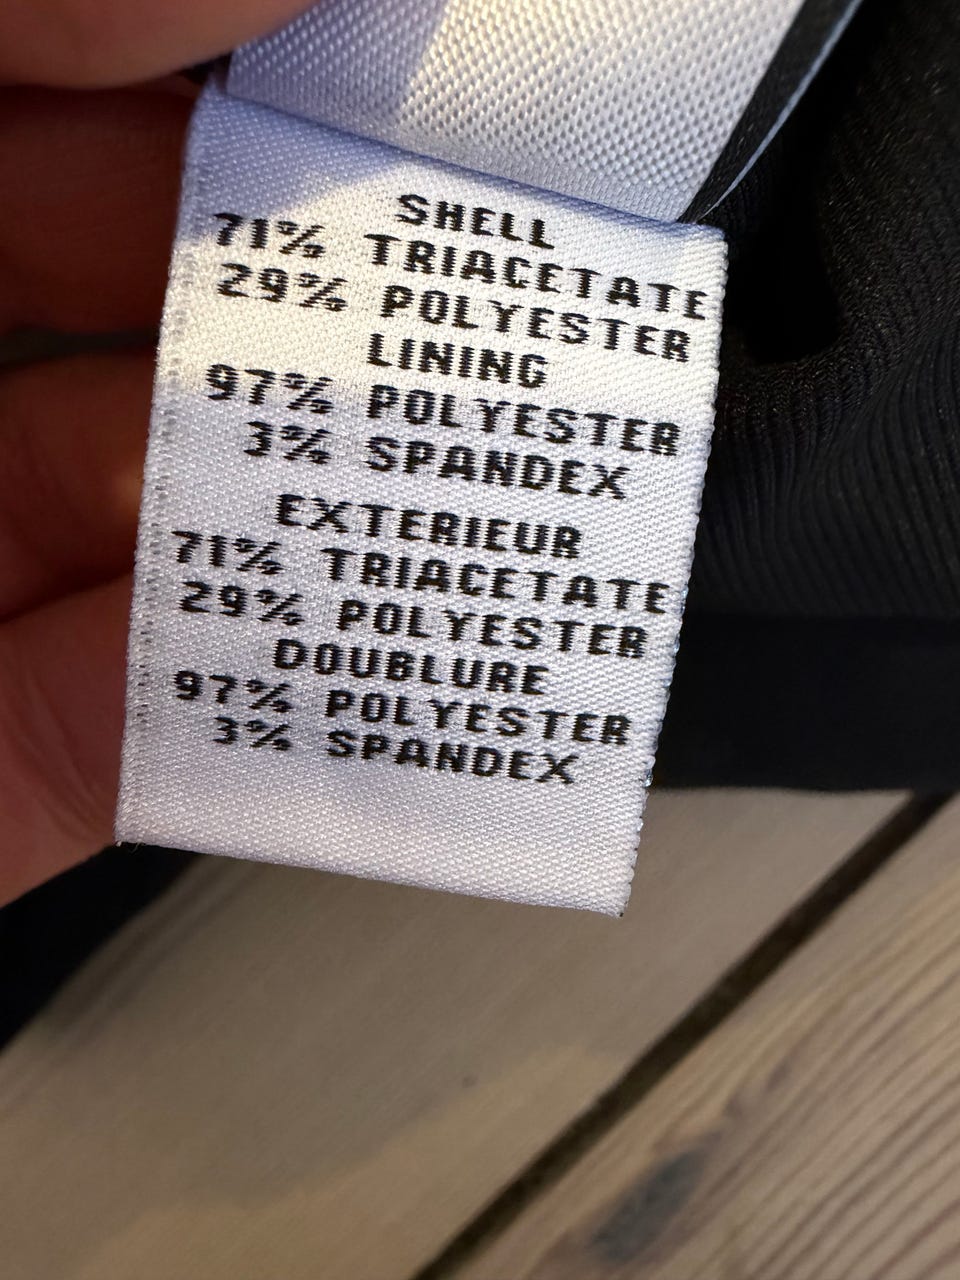 SHELL
71% TRIACETATE
29% POLYESTER
LINING
97% POLYESTER
3% SPANDEX
EXTERIEUR
71% TRIACETATE
29% POLYESTER
DOUBLURE
97% POLYESTER
3% SPANDEX